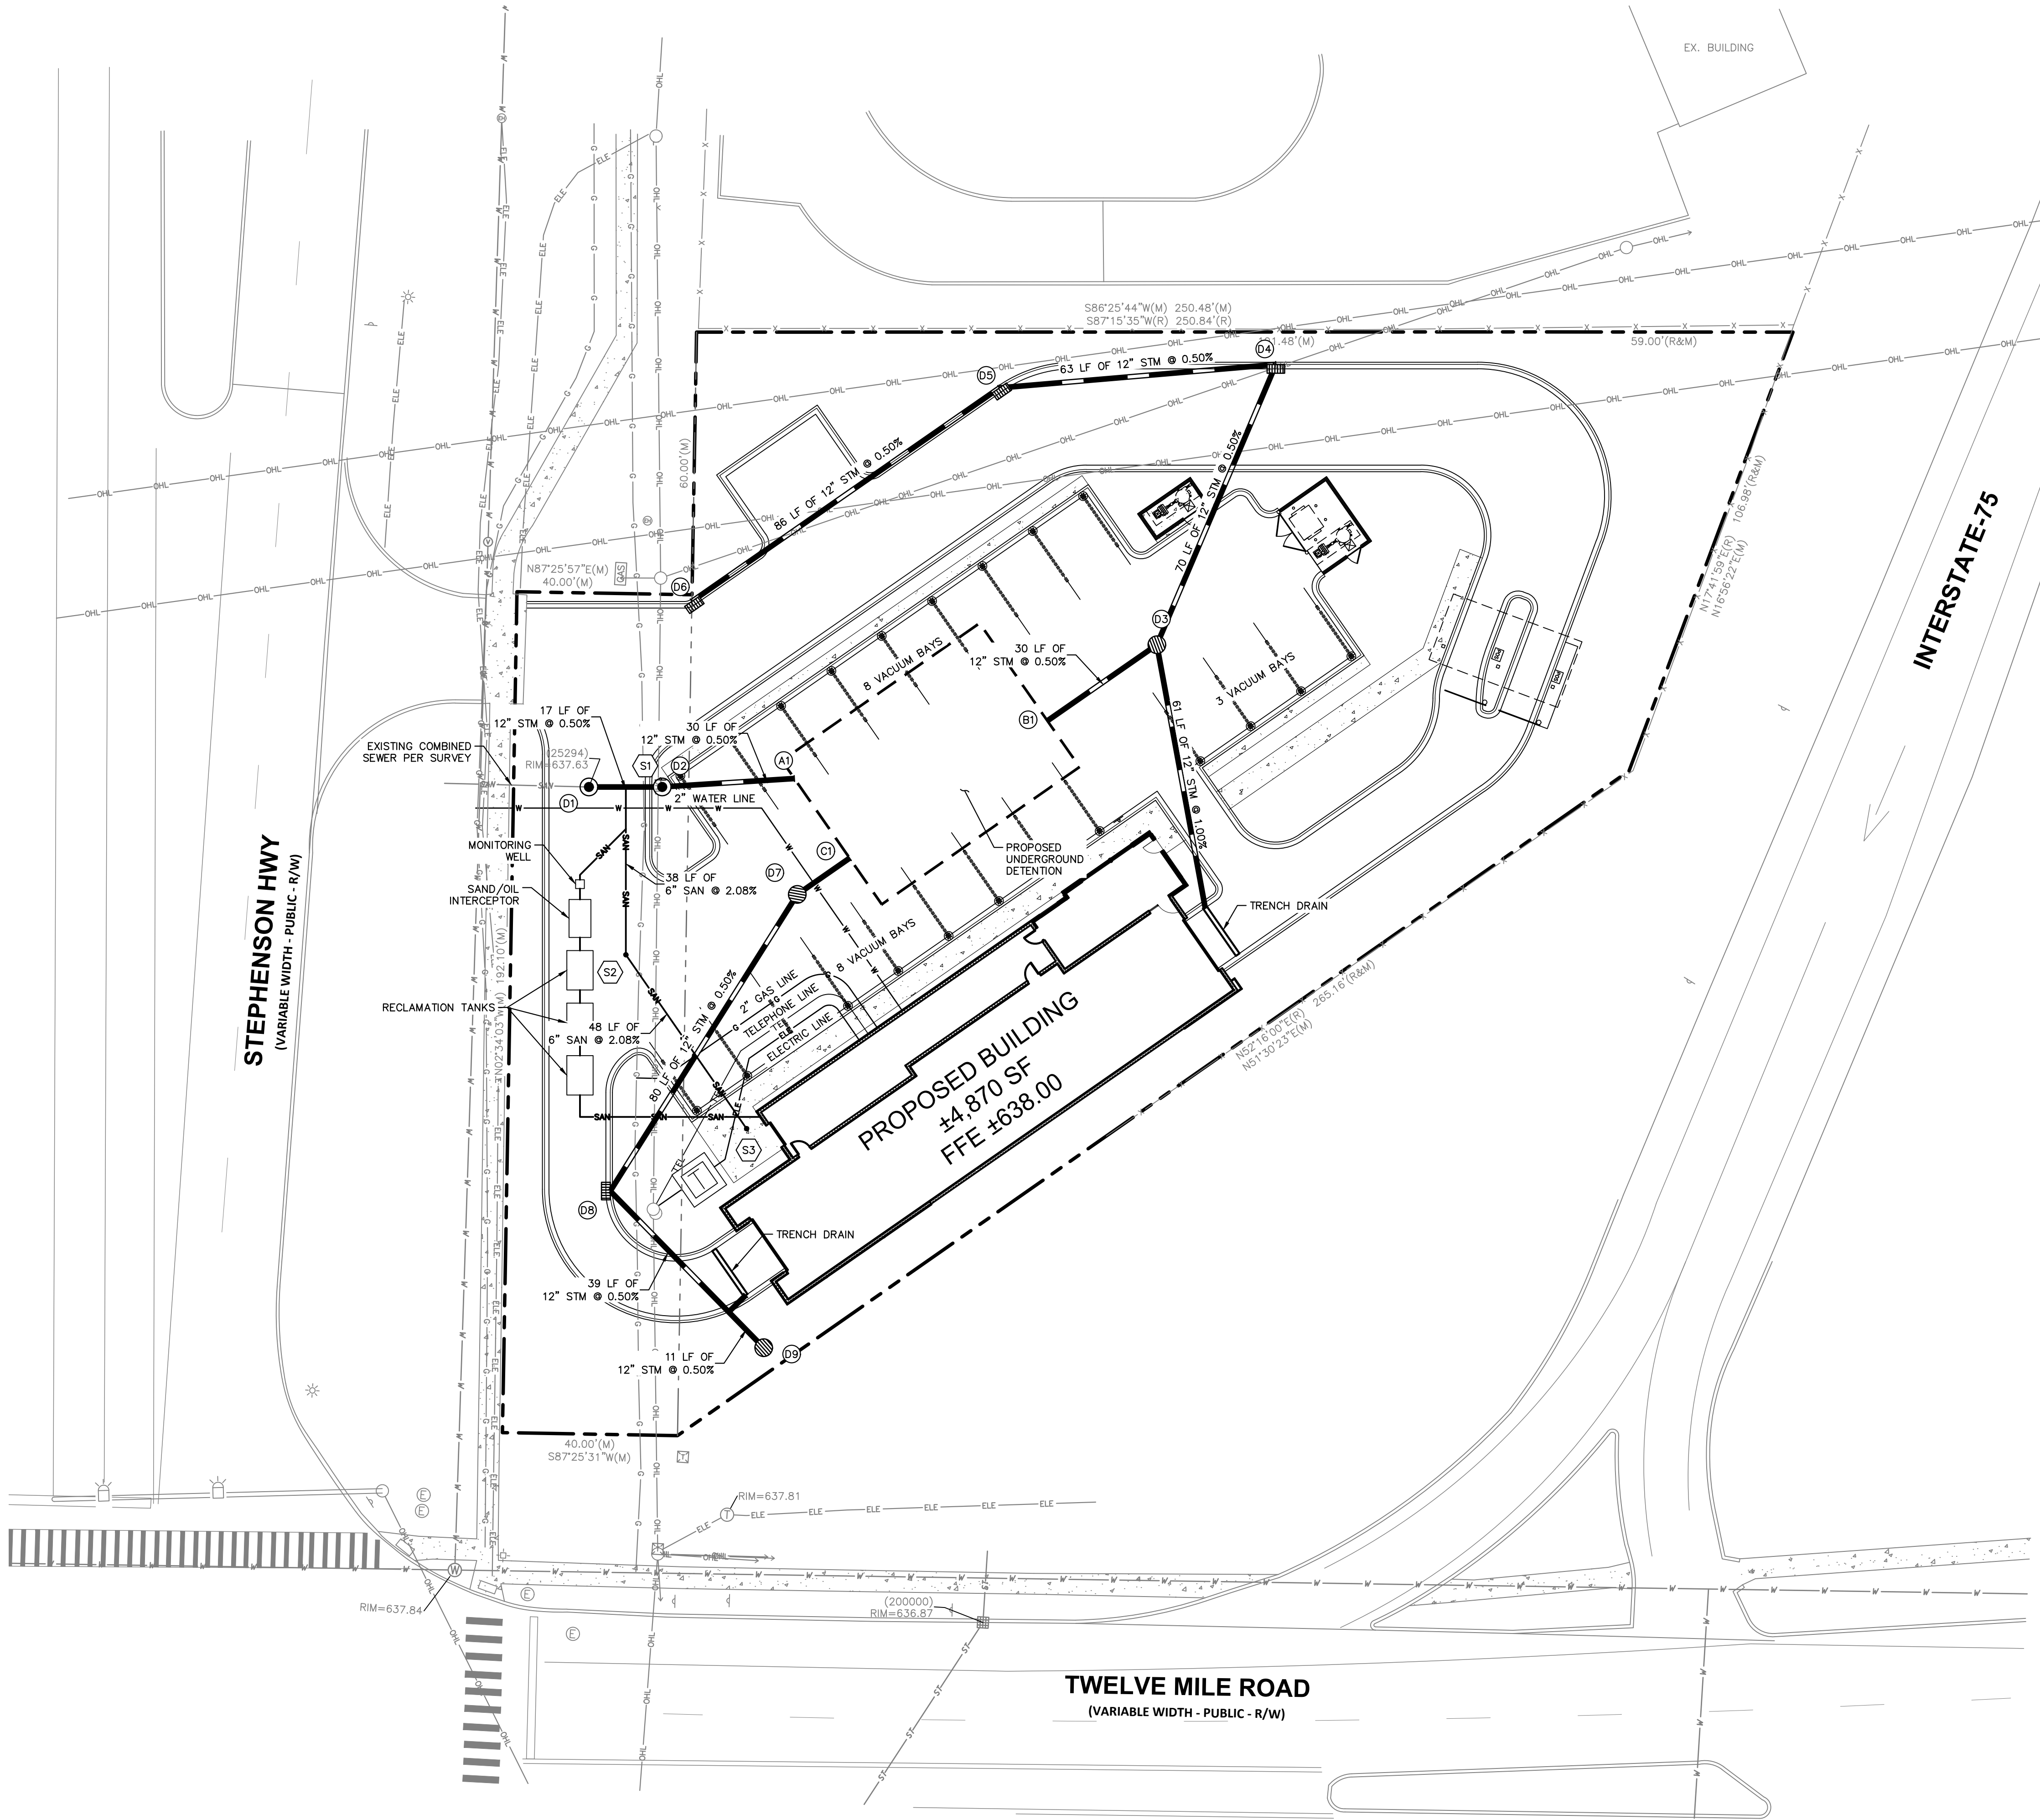 EX. BUILDING
S86°25'44"W(M) 250.48'(M)
S87°15'35"W(R) 250.84'(R)
59.00'(R&M)
D4
63 LF OF 12" STM @ 0.50%
D5
60.00'(M)
86 LF OF 12" STM @ 0.50%
70 LF OF 12" STM @ 0.50%
N17°41'59"E(R) 106.98'(R&M)
N16°56'22"E(M)
INTERSTATE-75
N87°25'57"E(M)
40.00'(M)
GAS
D6
D3
30 LF OF
12" STM @ 0.50%
8 VACUUM BAYS
3 VACUUM BAYS
B1
61 LF OF 12" STM @ 1.00%
17 LF OF
12" STM @ 0.50%
30 LF OF
12" STM @ 0.50%
EXISTING COMBINED
SEWER PER SURVEY
(25294)
RIM=637.63
S1
D2
A1
D1
2" WATER LINE
MONITORING
WELL
C1
D7
PROPOSED
UNDERGROUND
DETENTION
38 LF OF
6" SAN @ 2.08%
SAND/OIL
INTERCEPTOR
TRENCH DRAIN
STEPHENSON HWY
(VARIABLE WIDTH - PUBLIC - R/W)
N02°34'03"W(M) 192.10'(M)
8 VACUUM BAYS
S2
RECLAMATION TANKS
2" GAS LINE
TELEPHONE LINE
ELECTRIC LINE
48 LF OF
6" SAN @ 2.08%
80 LF OF 12" STM @ 0.50%
PROPOSED BUILDING
±4,870 SF
FFE ±638.00
N52°16'00"E(R) 265.16'(R&M)
N51°30'23"E(M)
S3
T
D8
TRENCH DRAIN
39 LF OF
12" STM @ 0.50%
11 LF OF
12" STM @ 0.50%
D9
40.00'(M)
S87°25'31"W(M)
RIM=637.81
RIM=637.84
(200000)
RIM=636.87
TWELVE MILE ROAD
(VARIABLE WIDTH - PUBLIC - R/W)